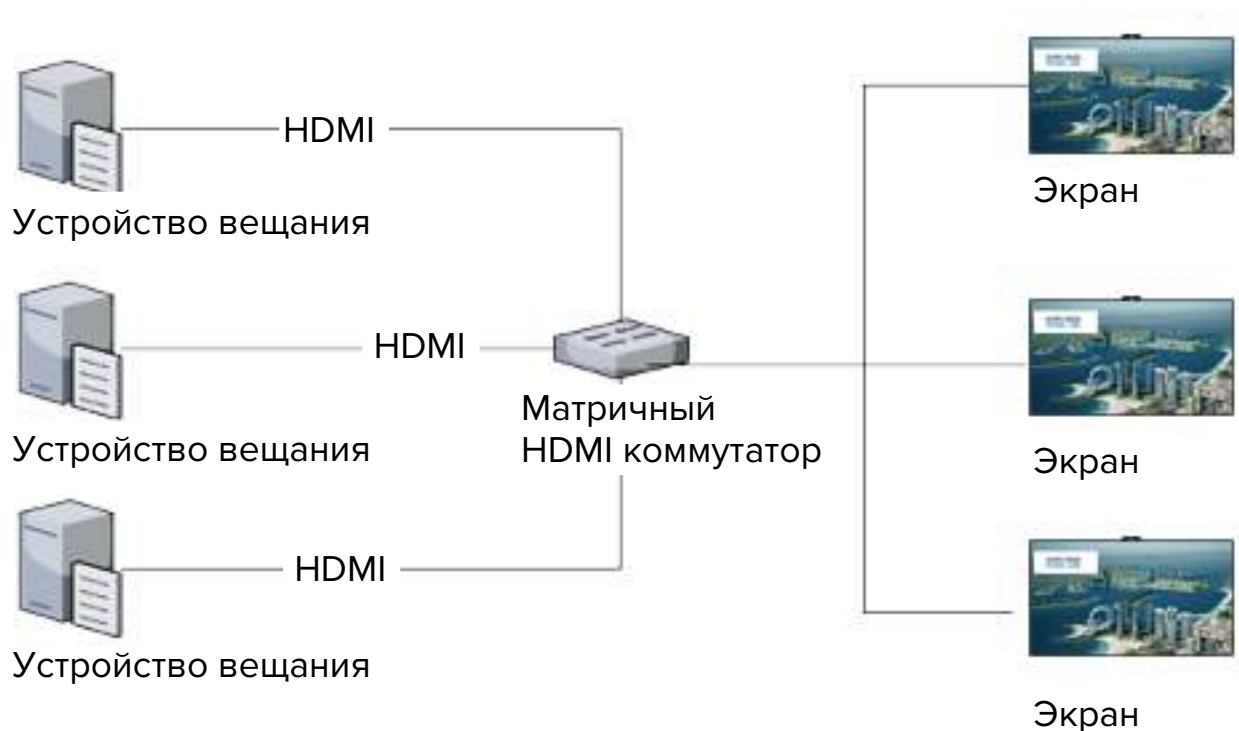 HDMI
Экран
Устройство вещания
HDMI
Матричный
HDMI коммутатор
Устройство вещания
Экран
HDMI
Устройство вещания
Экран